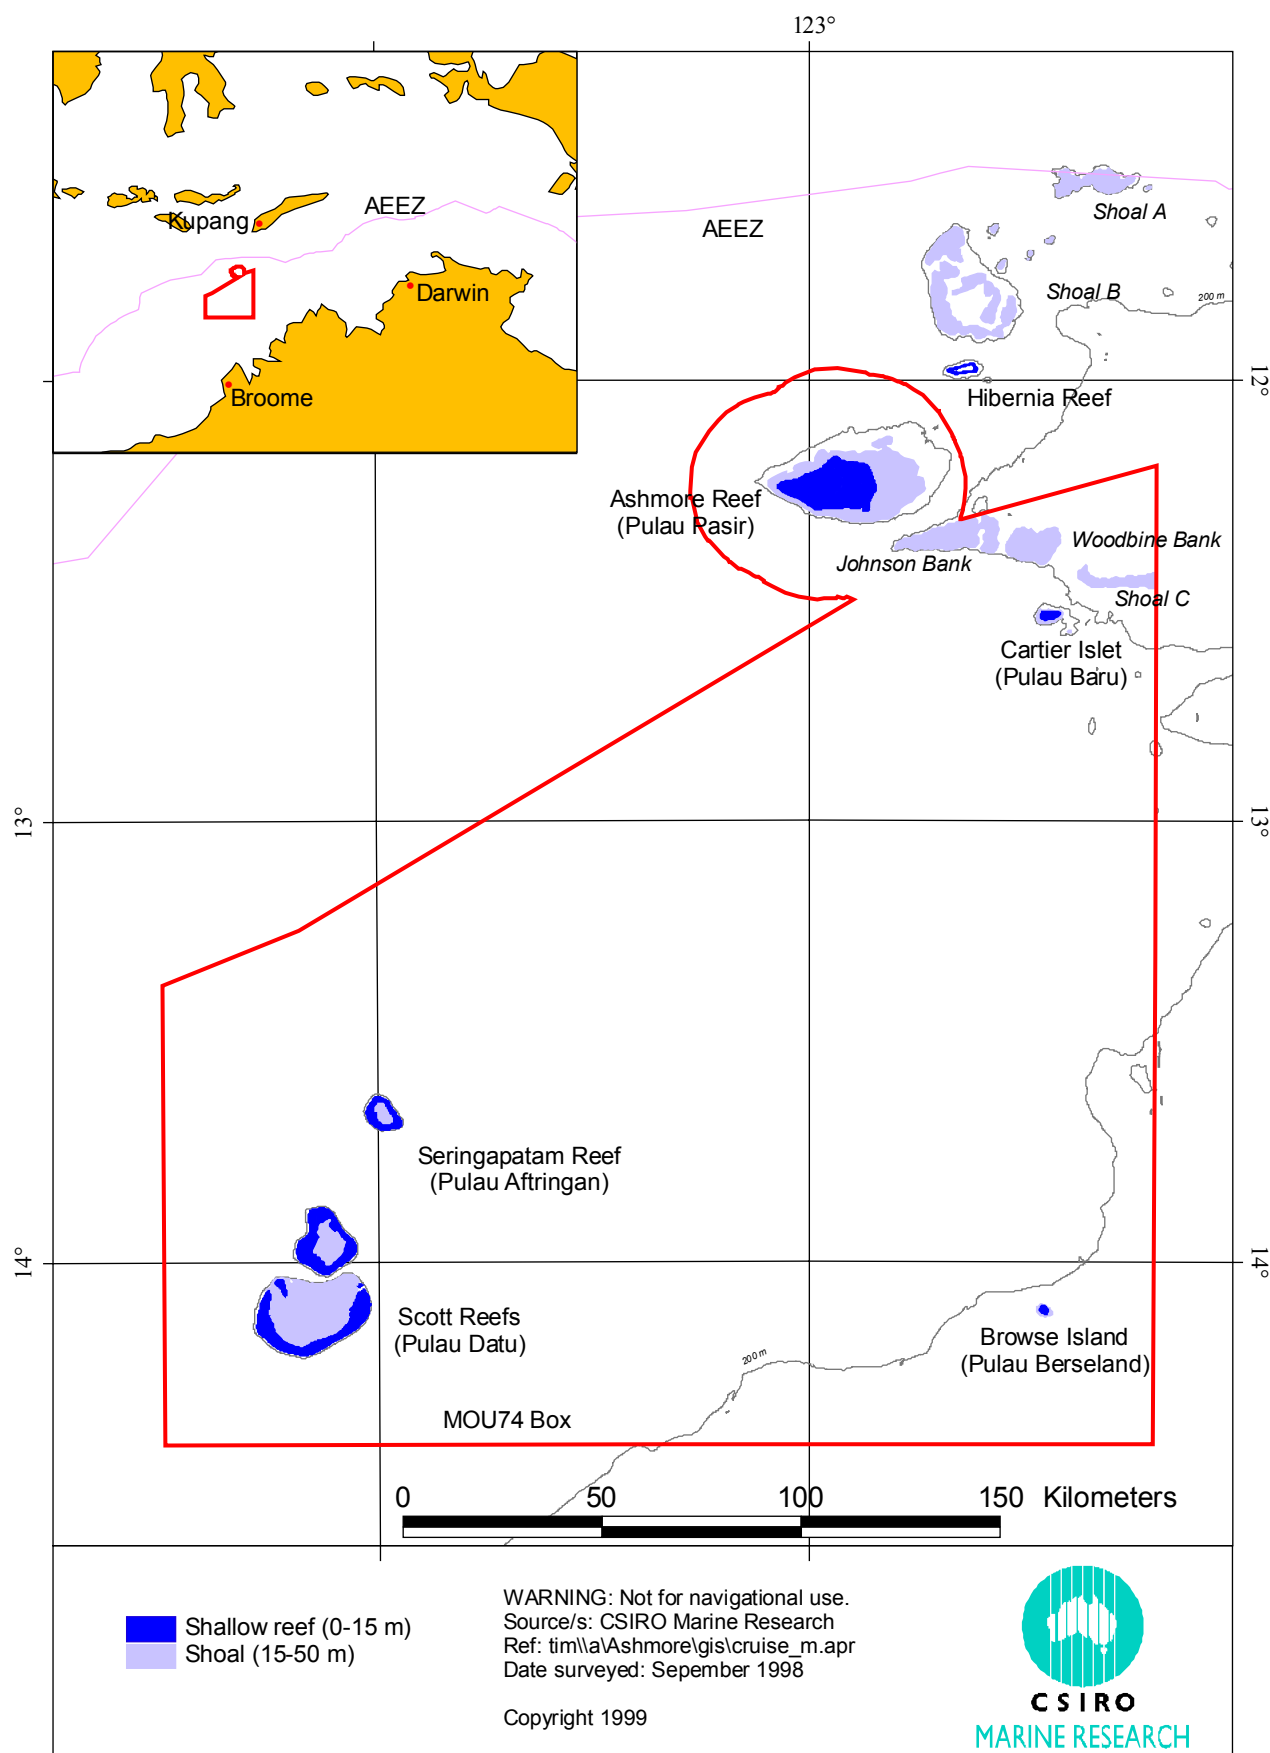 123°
AEEZ
Kupang
Darwin
Broome
AEEZ
Shoal A
Shoal B
200 m
12°
Hibernia Reef
Ashmore Reef
(Pulau Pasir)
Johnson Bank
Woodbine Bank
Shoal C
Cartier Islet
(Pulau Baru)
13°
13°
Seringapatam Reef
(Pulau Aftringan)
14°
14°
Scott Reefs
(Pulau Datu)
Browse Island
(Pulau Berseland)
200 m
MOU74 Box
0 50 100 150 Kilometers
Shallow reef (0-15 m)
Shoal (15-50 m)
WARNING: Not for navigational use.
Source/s: CSIRO Marine Research
Ref: tim\\a\Ashmore\gis\cruise_m.apr
Date surveyed: Sepember 1998
Copyright 1999
CSIRO
MARINE RESEARCH